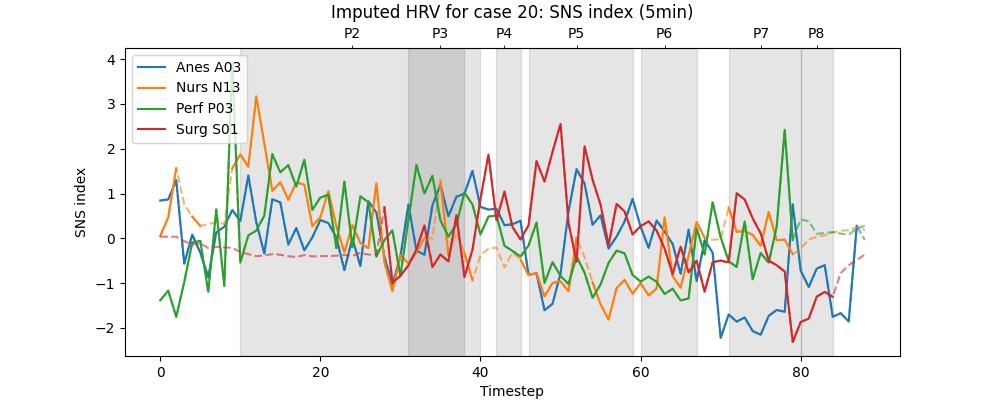 Imputed HRV for case 20: SNS index (5min)
P2 P3 P4 P5 P6 P7 P8
Anes A03
Nurs N13
Perf P03
Surg S01
4
3
2
1
0
−1
−2
SNS index
0 20 40 60 80
Timestep